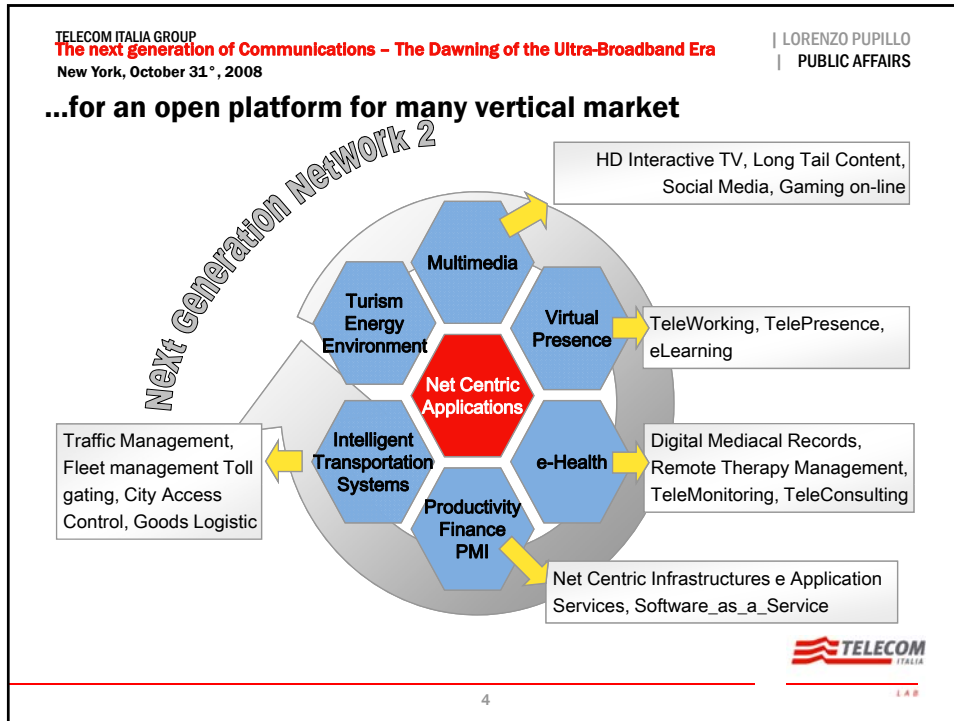 TELECOM ITALIA GROUP
The next generation of Communications – The Dawning of the Ultra-Broadband Era
New York, October 31°, 2008
| LORENZO PUPILLO
| PUBLIC AFFAIRS
...for an open platform for many vertical market
Next Generation Network 2
HD Interactive TV, Long Tail Content,
Social Media, Gaming on-line
Multimedia
Turism
Energy
Environment
Virtual
Presence
TeleWorking, TelePresence,
eLearning
Net Centric
Applications
Traffic Management,
Fleet management Toll
gating, City Access
Control, Goods Logistic
Intelligent
Transportation
Systems
e-Health
Digital Mediacal Records,
Remote Therapy Management,
TeleMonitoring, TeleConsulting
Productivity
Finance
PMI
Net Centric Infrastructures e Application
Services, Software_as_a_Service
TELECOM
ITALIA
LAB
4